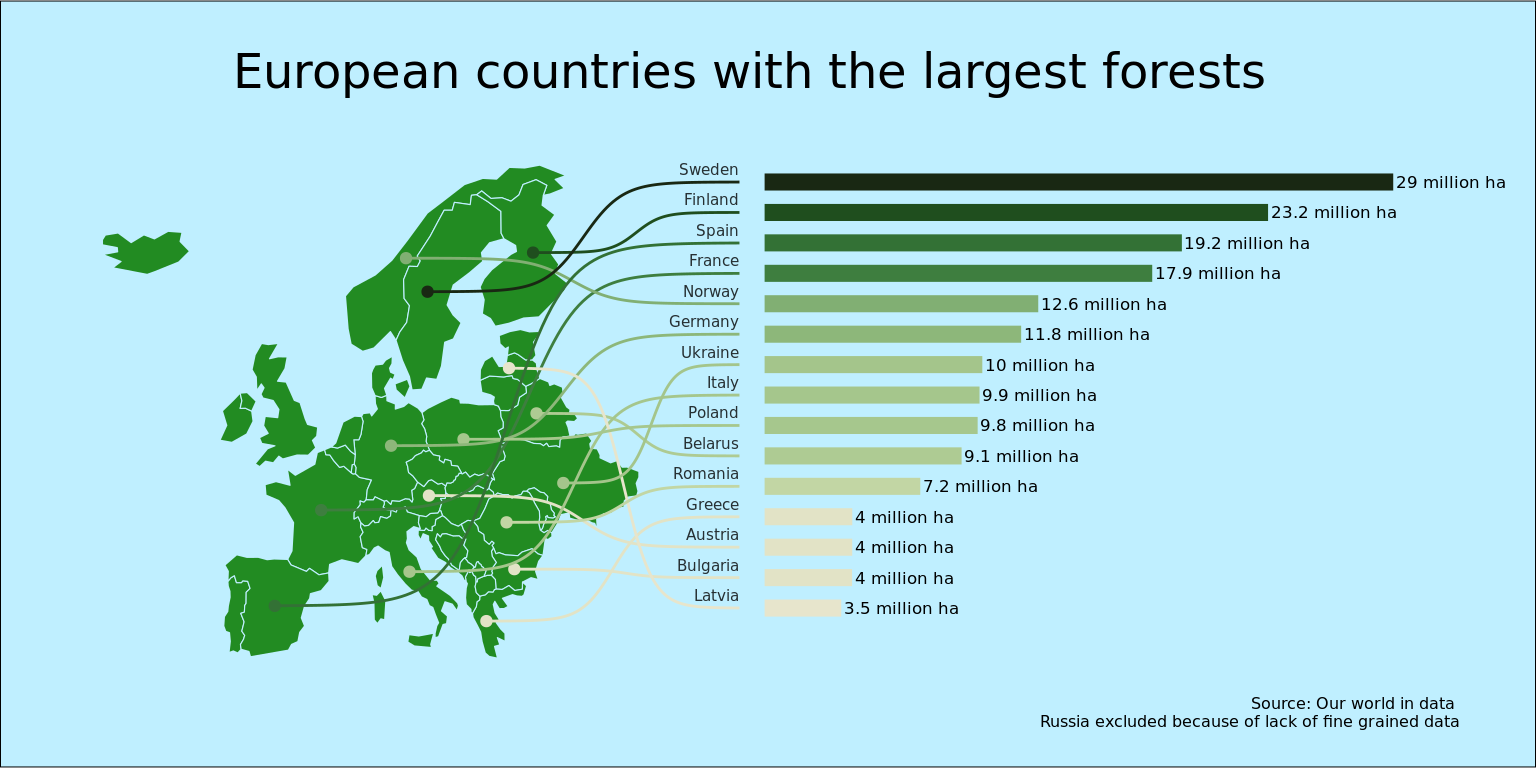 European countries with the largest forests
Sweden
29 million ha
Finland
23.2 million ha
Spain
19.2 million ha
France
17.9 million ha
Norway
12.6 million ha
Germany
11.8 million ha
Ukraine
10 million ha
Italy
9.9 million ha
Poland
9.8 million ha
Belarus
9.1 million ha
Romania
7.2 million ha
Greece
4 million ha
Austria
4 million ha
Bulgaria
4 million ha
Latvia
3.5 million ha
Source: Our world in data
Russia excluded because of lack of fine grained data